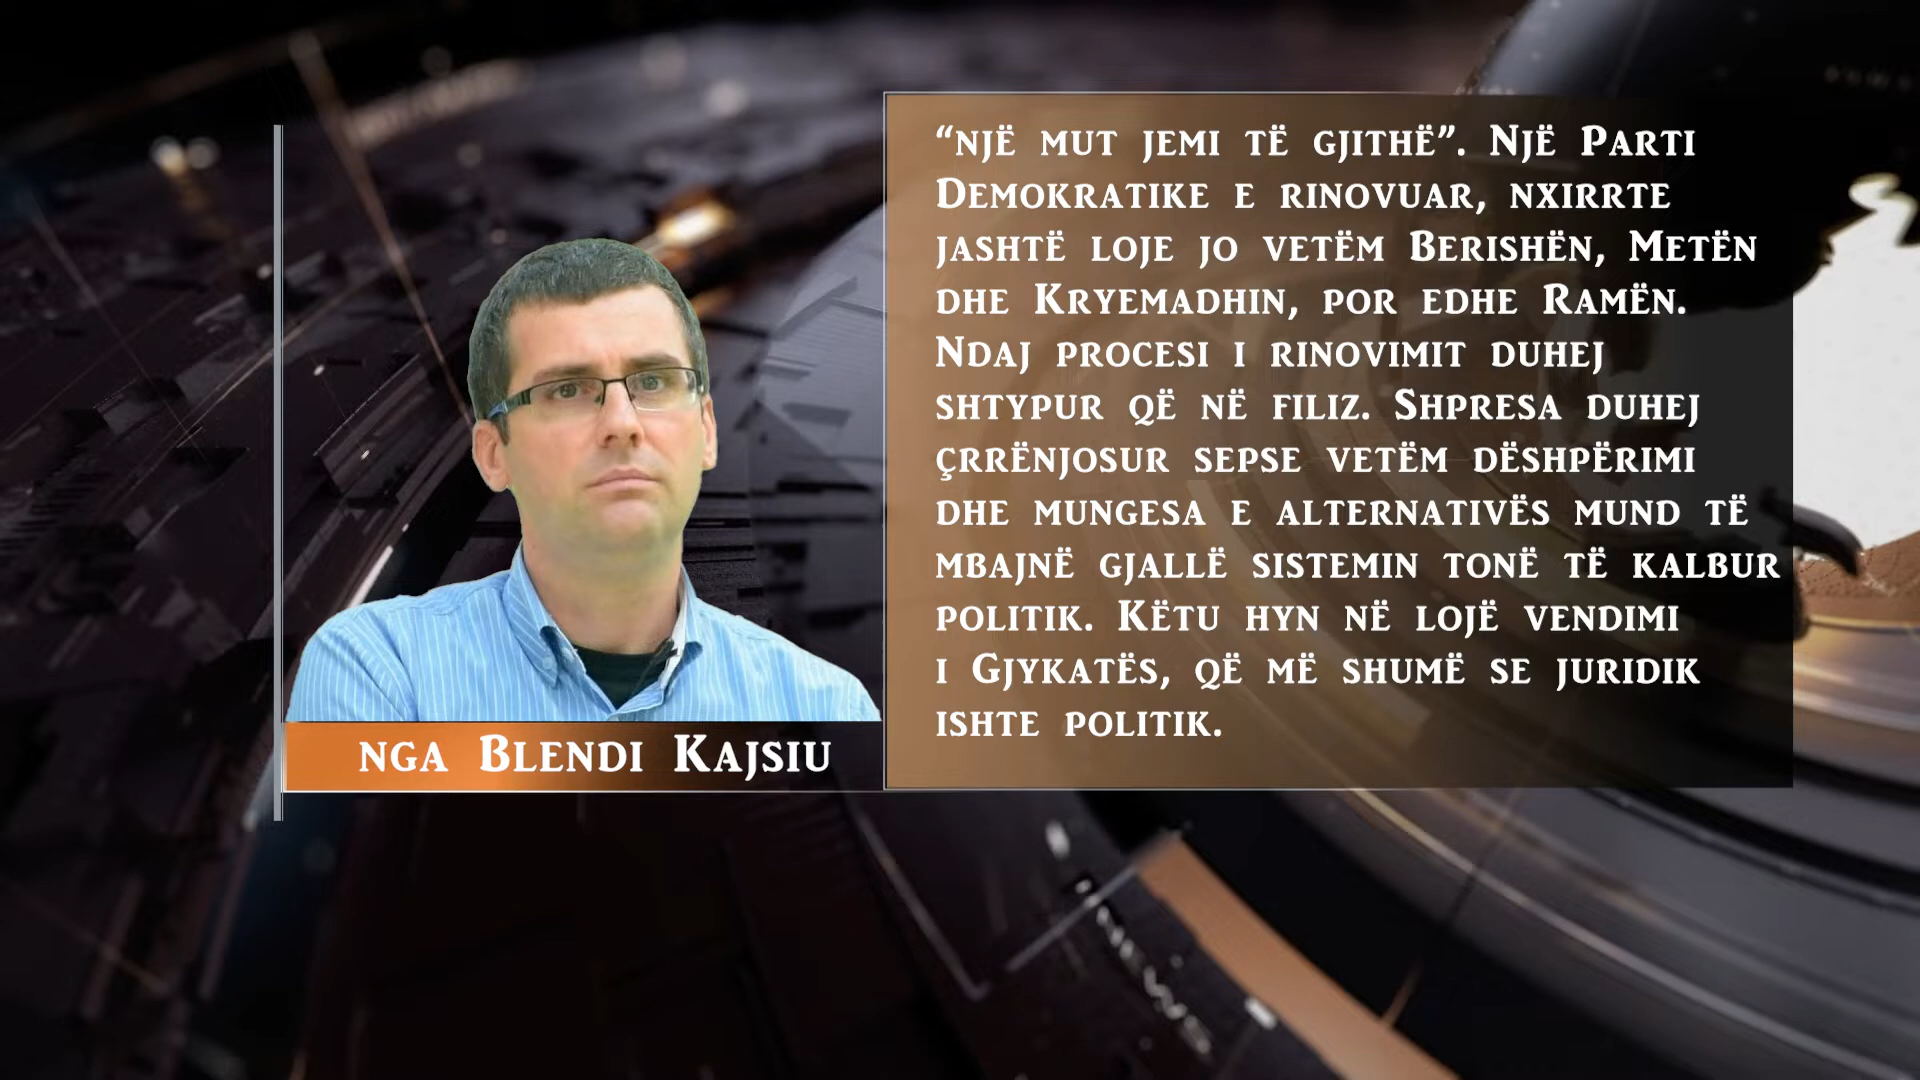 “një mut jemi të gjithë”. Një Parti
Demokratike e rinovuar, nxirrte
jashtë loje jo vetëm Berishën, Metën
dhe Kryemadhin, por edhe Ramën.
Ndaj procesi i rinovimit duhej
shtypur që në filiz. Shpresa duhej
çrrënjosur sepse vetëm dëshpërimi
dhe mungesa e alternativës mund të
mbajnë gjallë sistemin tonë të kalbur
politik. Këtu hyn në lojë vendimi
i Gjykatës, që më shumë se juridik
ishte politik.
nga Blendi Kajsiu
NEWS